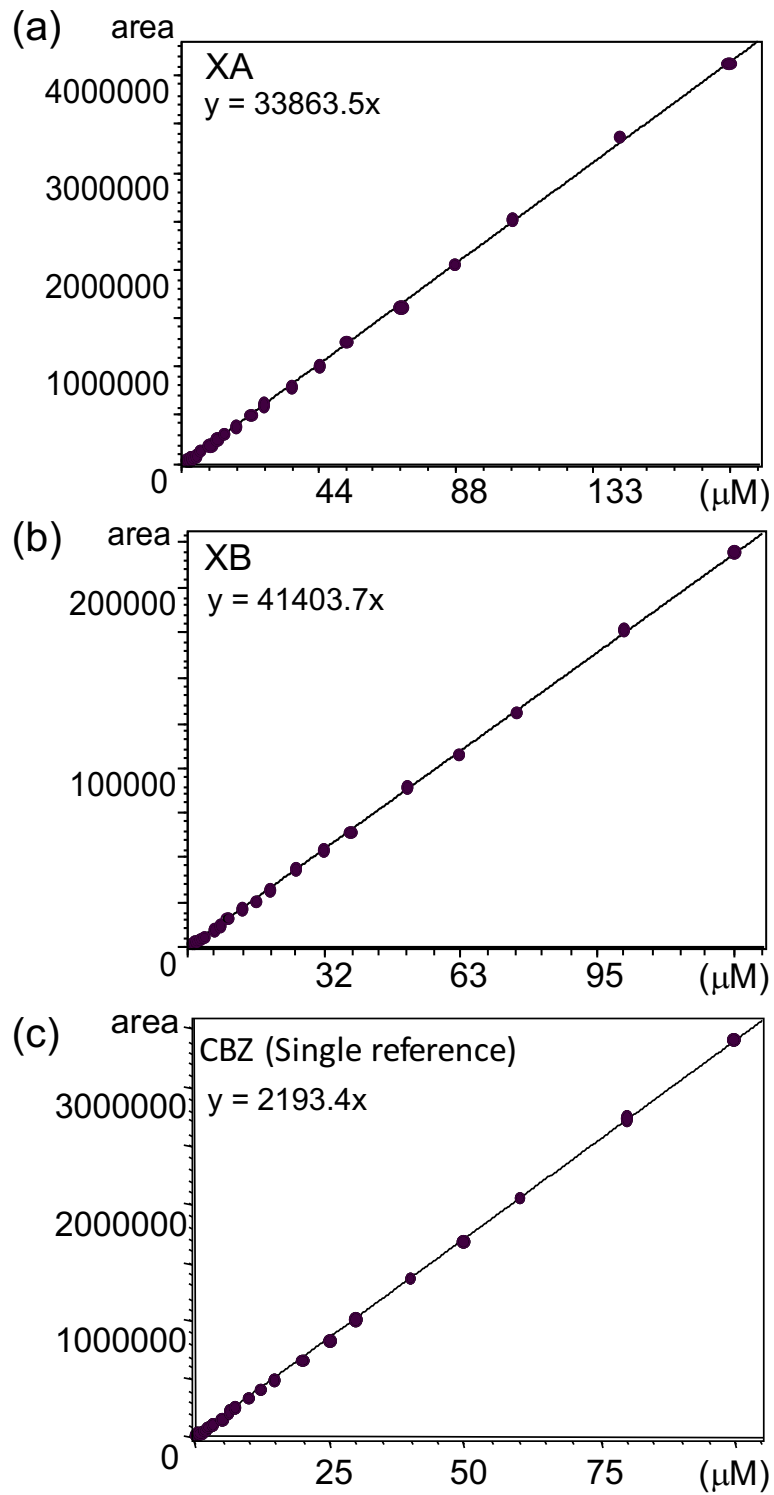 (a) area
XA
y = 33863.5x
4000000
3000000
2000000
1000000
0
44 88 133 (μM)
(b) area
XB
y = 41403.7x
200000
100000
0
32 63 95 (μM)
(c) area
CBZ (Single reference)
y = 2193.4x
3000000
2000000
1000000
0
25 50 75 (μM)